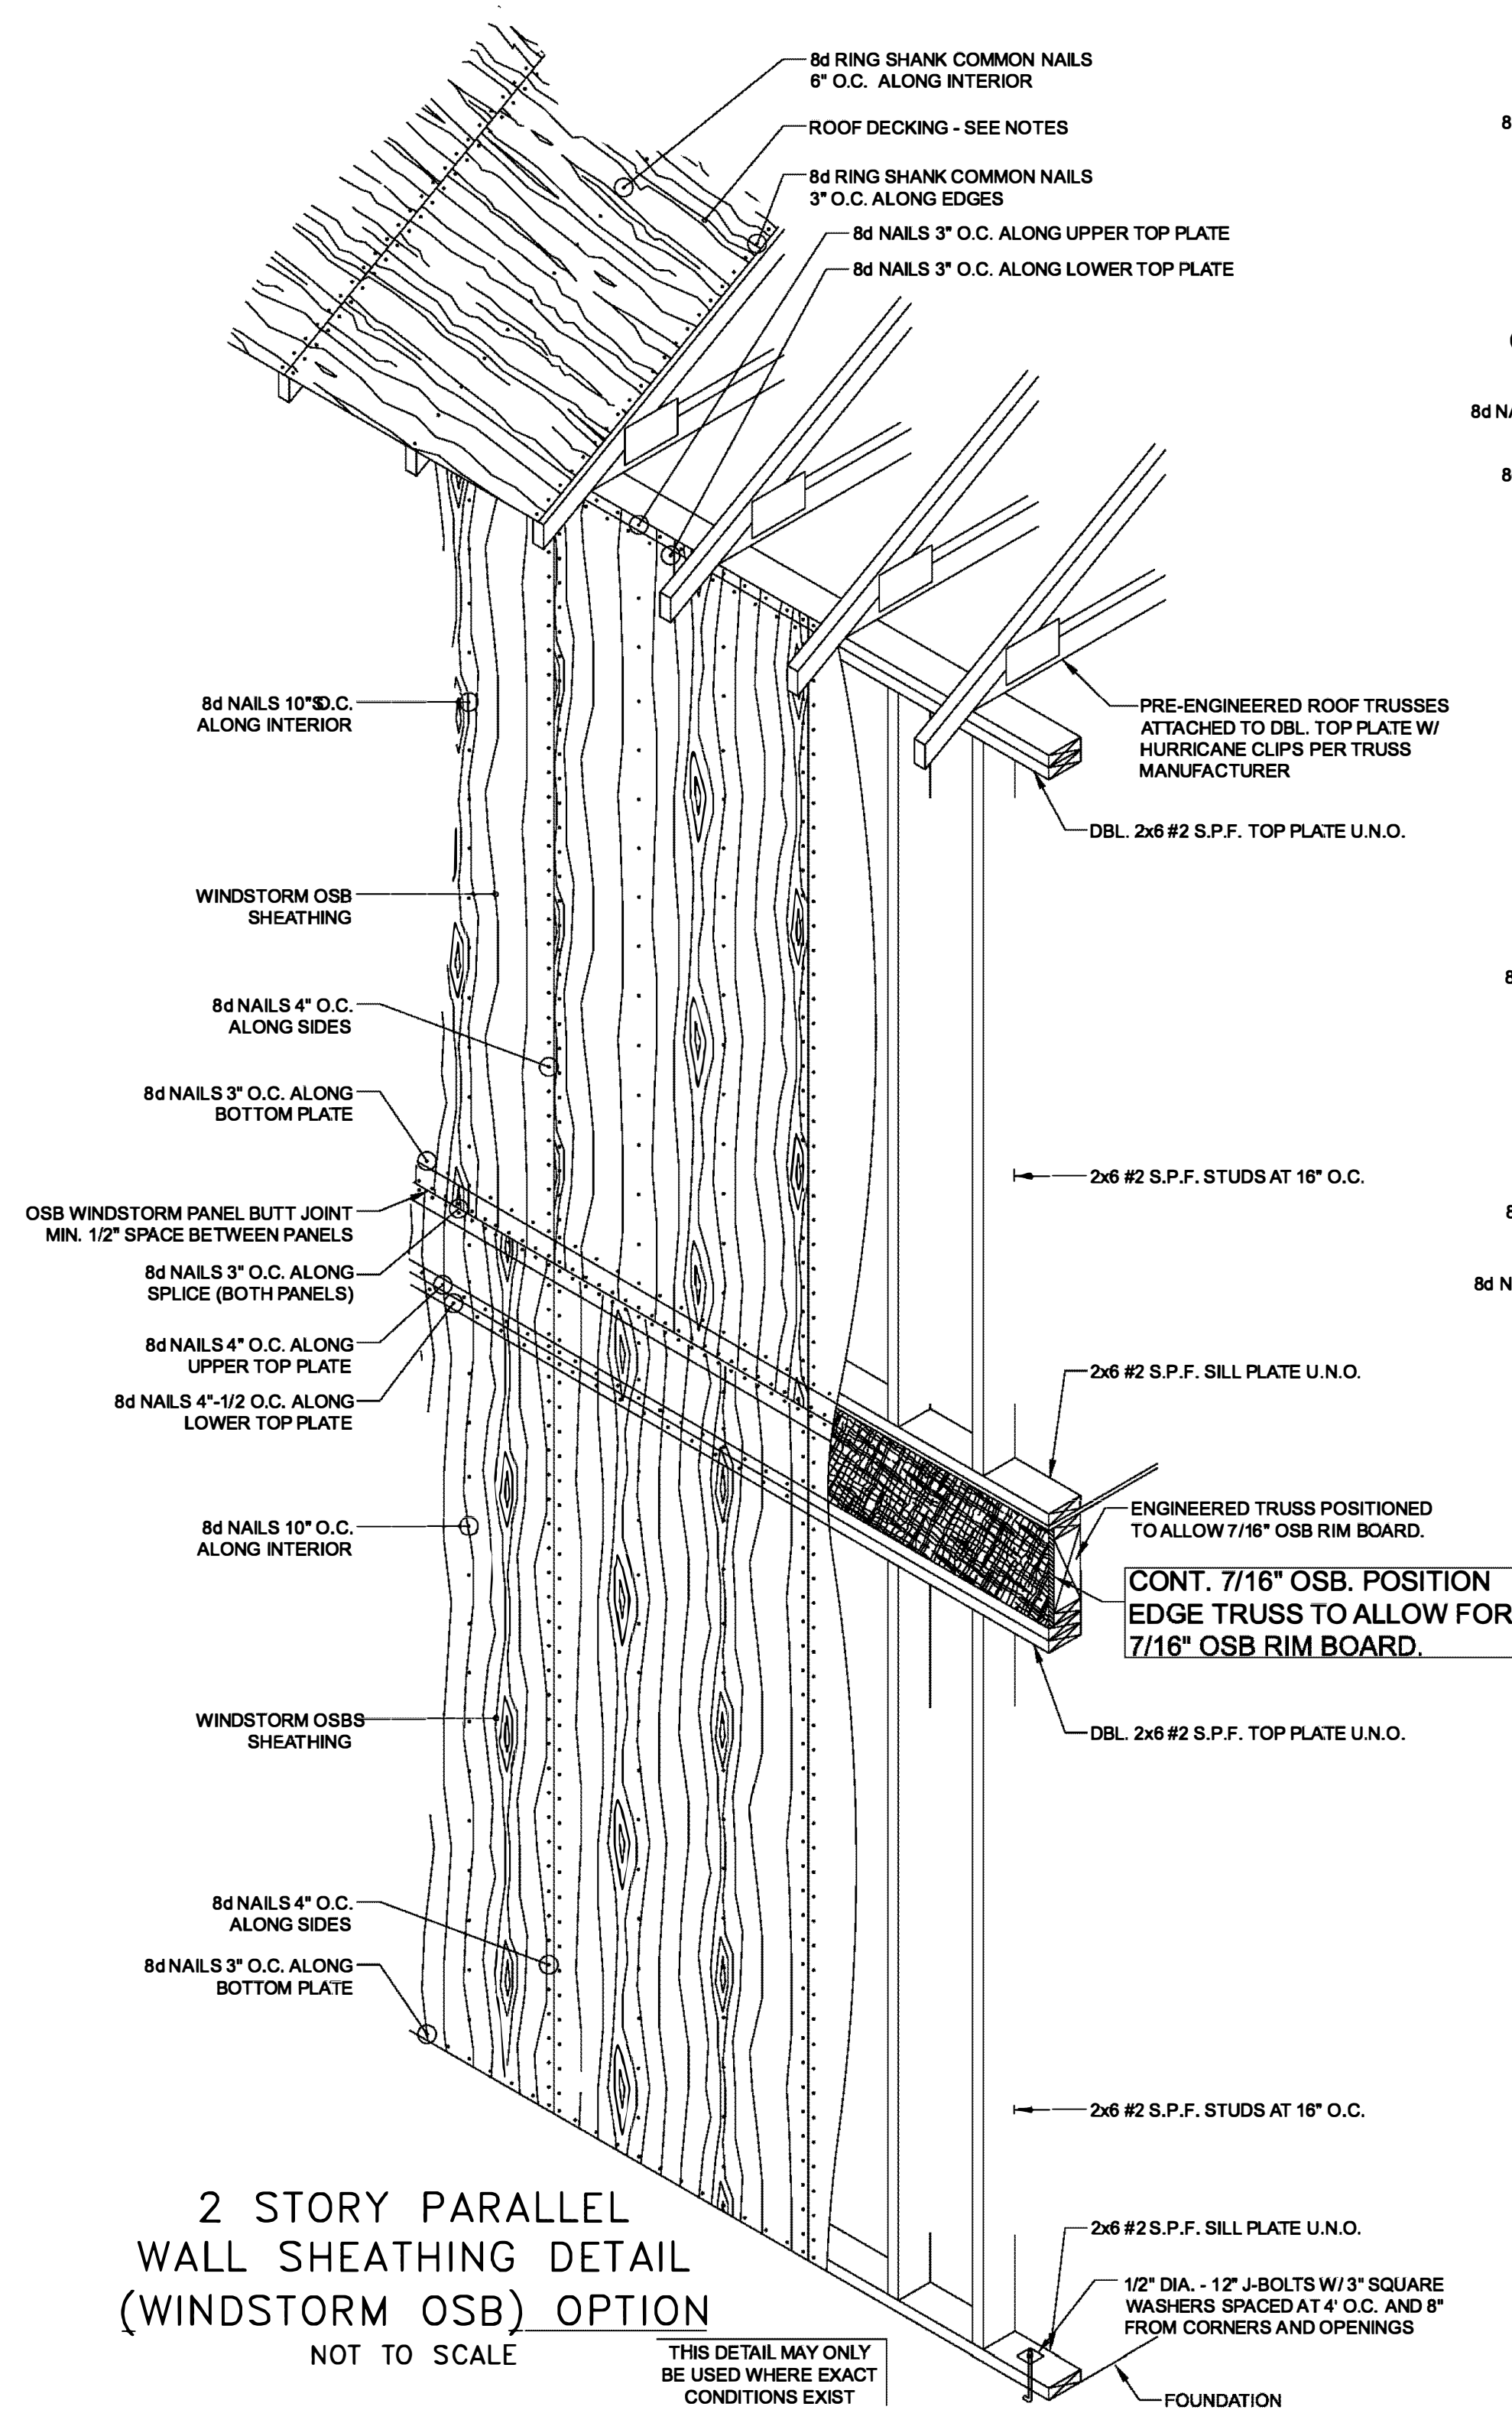 8d RING SHANK COMMON NAILS
6" O.C. ALONG INTERIOR
ROOF DECKING - SEE NOTES
8d RING SHANK COMMON NAILS
3" O.C. ALONG EDGES
8d NAILS 3" O.C. ALONG UPPER TOP PLATE
8d NAILS 3" O.C. ALONG LOWER TOP PLATE
8d NAILS 10"S O.C.
ALONG INTERIOR
WINDSTORM OSB
SHEATHING
8d NAILS 4" O.C.
ALONG SIDES
8d NAILS 3" O.C. ALONG
BOTTOM PLATE
OSB WINDSTORM PANEL BUTT JOINT
MIN. 1/2" SPACE BETWEEN PANELS
8d NAILS 3" O.C. ALONG
SPLICE (BOTH PANELS)
8d NAILS 4" O.C. ALONG
UPPER TOP PLATE
8d NAILS 4"-1/2 O.C. ALONG
LOWER TOP PLATE
8d NAILS 10" O.C.
ALONG INTERIOR
WINDSTORM OSBS
SHEATHING
8d NAILS 4" O.C.
ALONG SIDES
8d NAILS 3" O.C. ALONG
BOTTOM PLATE
PRE-ENGINEERED ROOF TRUSSES
ATTACHED TO DBL. TOP PLATE W/
HURRICANE CLIPS PER TRUSS
MANUFACTURER
DBL. 2x6 #2 S.P.F. TOP PLATE U.N.O.
2x6 #2 S.P.F. STUDS AT 16" O.C.
2x6 #2 S.P.F. SILL PLATE U.N.O.
ENGINEERED TRUSS POSITIONED
TO ALLOW 7/16" OSB RIM BOARD.
CONT. 7/16" OSB. POSITION
EDGE TRUSS TO ALLOW FOR
7/16" OSB RIM BOARD.
DBL. 2x6 #2 S.P.F. TOP PLATE U.N.O.
2x6 #2 S.P.F. STUDS AT 16" O.C.
2x6 #2 S.P.F. SILL PLATE U.N.O.
1/2" DIA. - 12" J-BOLTS W/ 3" SQUARE
WASHERS SPACED AT 4' O.C. AND 8"
FROM CORNERS AND OPENINGS
FOUNDATION
2 STORY PARALLEL
WALL SHEATHING DETAIL
(WINDSTORM OSB) OPTION
NOT TO SCALE
THIS DETAIL MAY ONLY
BE USED WHERE EXACT
CONDITIONS EXIST
8
8d NA
8
8
8
8d N